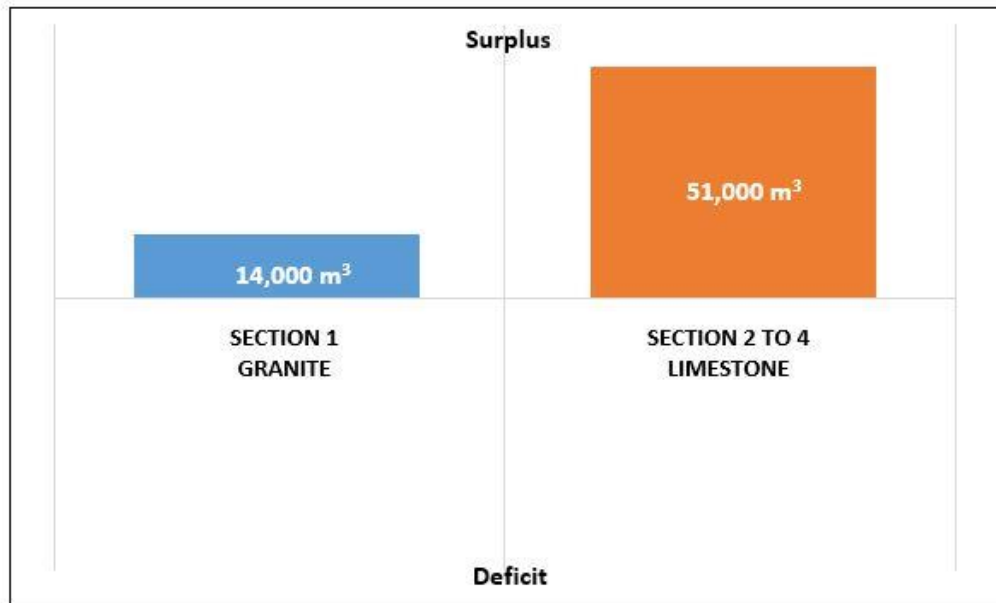 Surplus
51,000 m³
14,000 m³
SECTION 1
GRANITE
SECTION 2 TO 4
LIMESTONE
Deficit